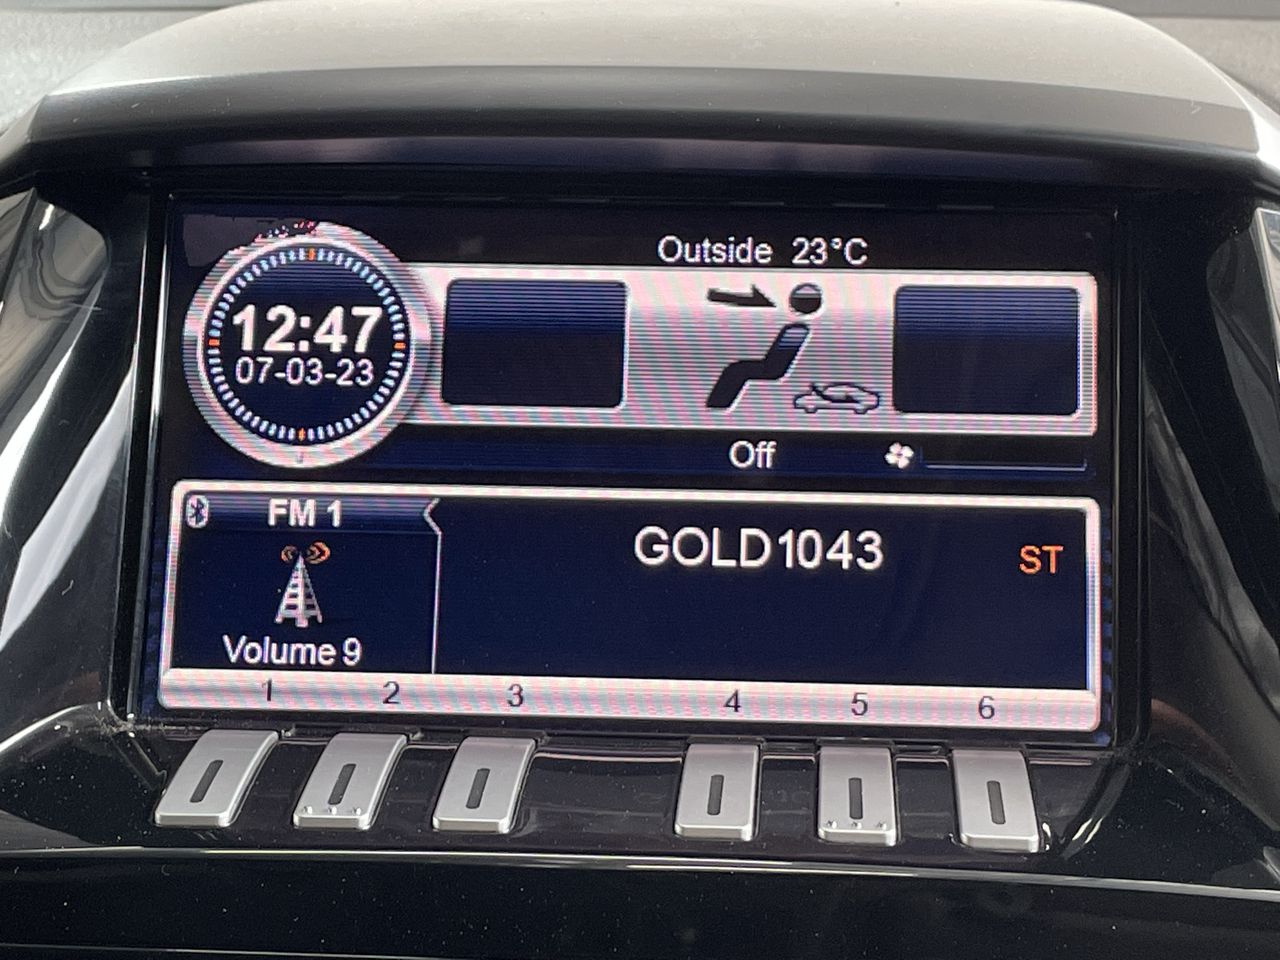 Outside 23°C
12:47
07-03-23
Off
FM 1
GOLD1043
ST
Volume 9
1 2 3 4 5 6